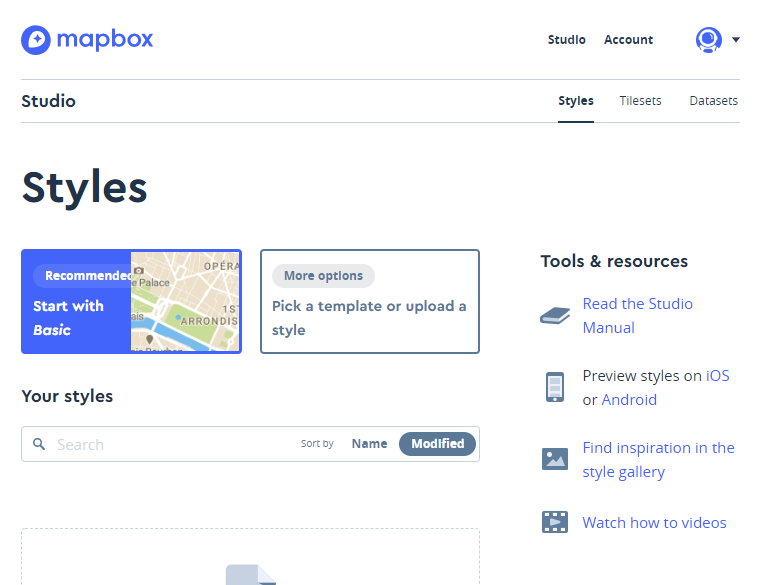 mapbox
Studio Account
Studio
Styles Tilesets Datasets
Styles
Recommended
Start with
Basic
OPÉRA
e Palace
1S
ARRONDIS
More options
Pick a template or upload a
style
Tools & resources
Read the Studio
Manual
Preview styles on iOS
or Android
Find inspiration in the
style gallery
Watch how to videos
Your styles
Search
Sort by Name Modified